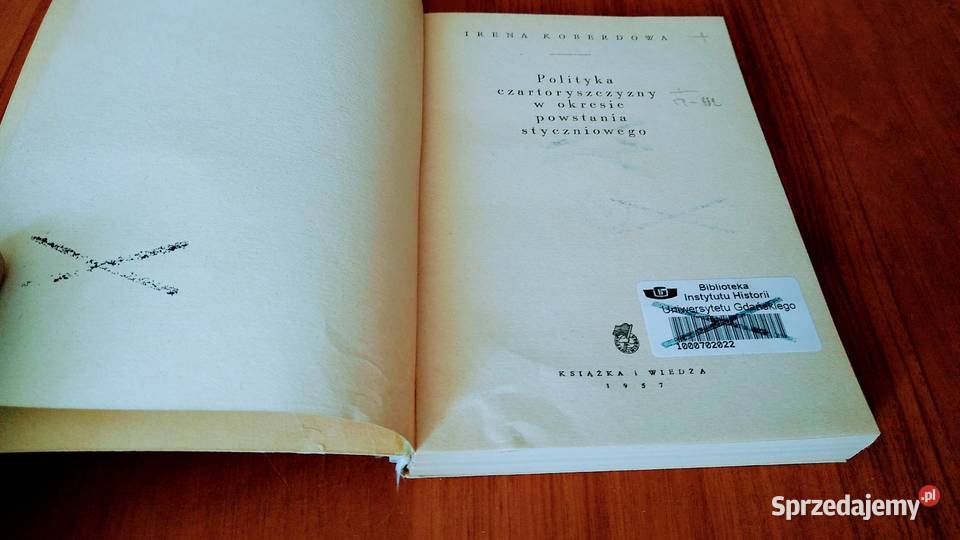 IRENA KOBERDOWA
Polityka
czartoryszczyzny
w okresie
powstania
styczniowego
Biblioteka
Instytutu Historii
Uniwersytetu Gdańskiego
1000702022
KSIĄŻKA i WIEDZA
1957
Sprzedajemy.pl